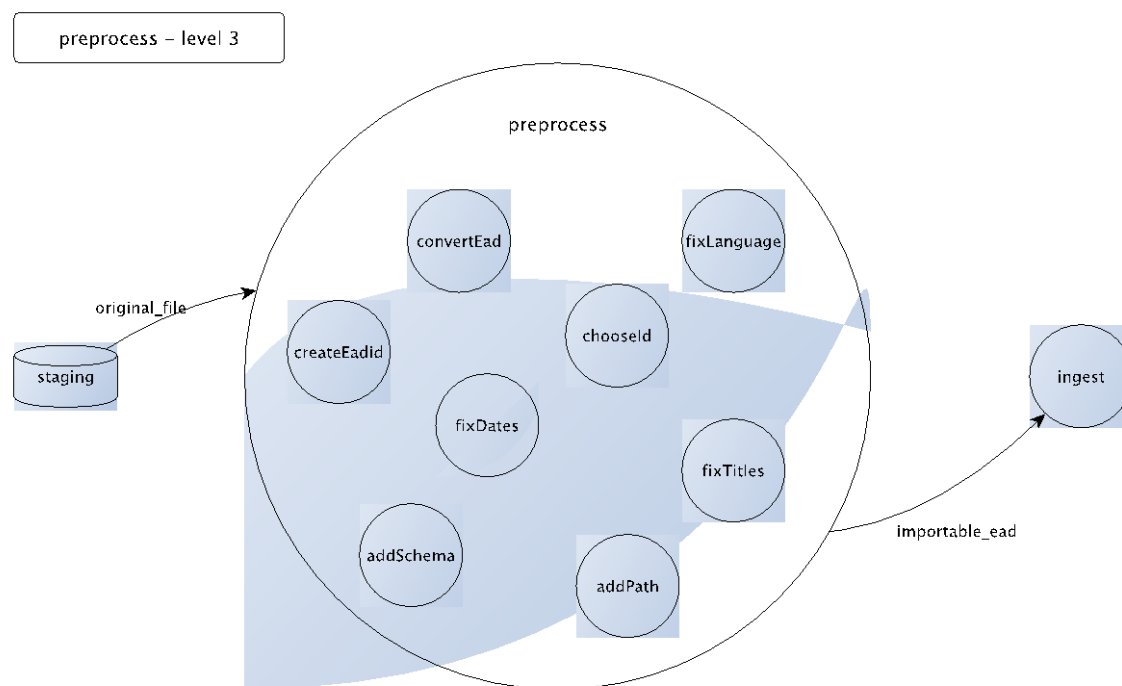 preprocess – level 3
preprocess
convertEad
fixLanguage
original_file
chooseId
createEadid
staging
ingest
fixDates
fixTitles
importable_ead
addSchema
addPath